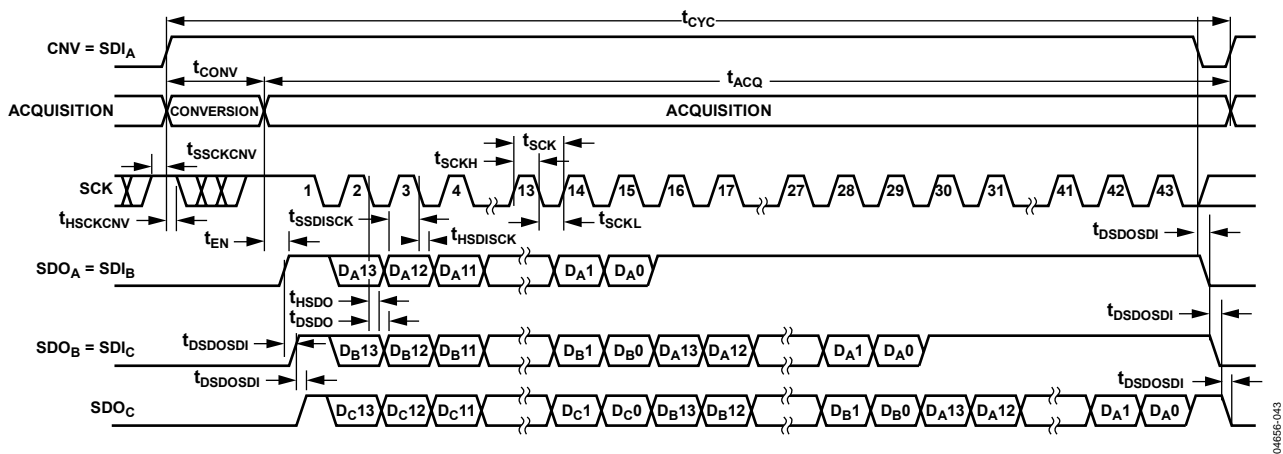 tCYC
CNV = SDIA
tCONV
tACQ
ACQUISITION
CONVERSION
ACQUISITION
tSSCKCNV
tSCK
tSCKH
SCK
1 2 3 4 13 14 15 16 17 27 28 29 30 31 41 42 43
tHSCKCNV
tSSDISCK
tSCKL
tEN
tHSDISCK
tDSDOSDI
SDOA = SDIB
DA13 DA12 DA11 DA1 DA0
tHSDO
tDSDO
tDSDOSDI
tDSDOSDI
SDOB = SDIC
DB13 DB12 DB11 DB1 DB0 DA13 DA12 DA1 DA0
tDSDOSDI
tDSDOSDI
SDOC
DC13 DC12 DC11 DC1 DC0 DB13 DB12 DB1 DB0 DA13 DA12 DA1 DA0
04656-043